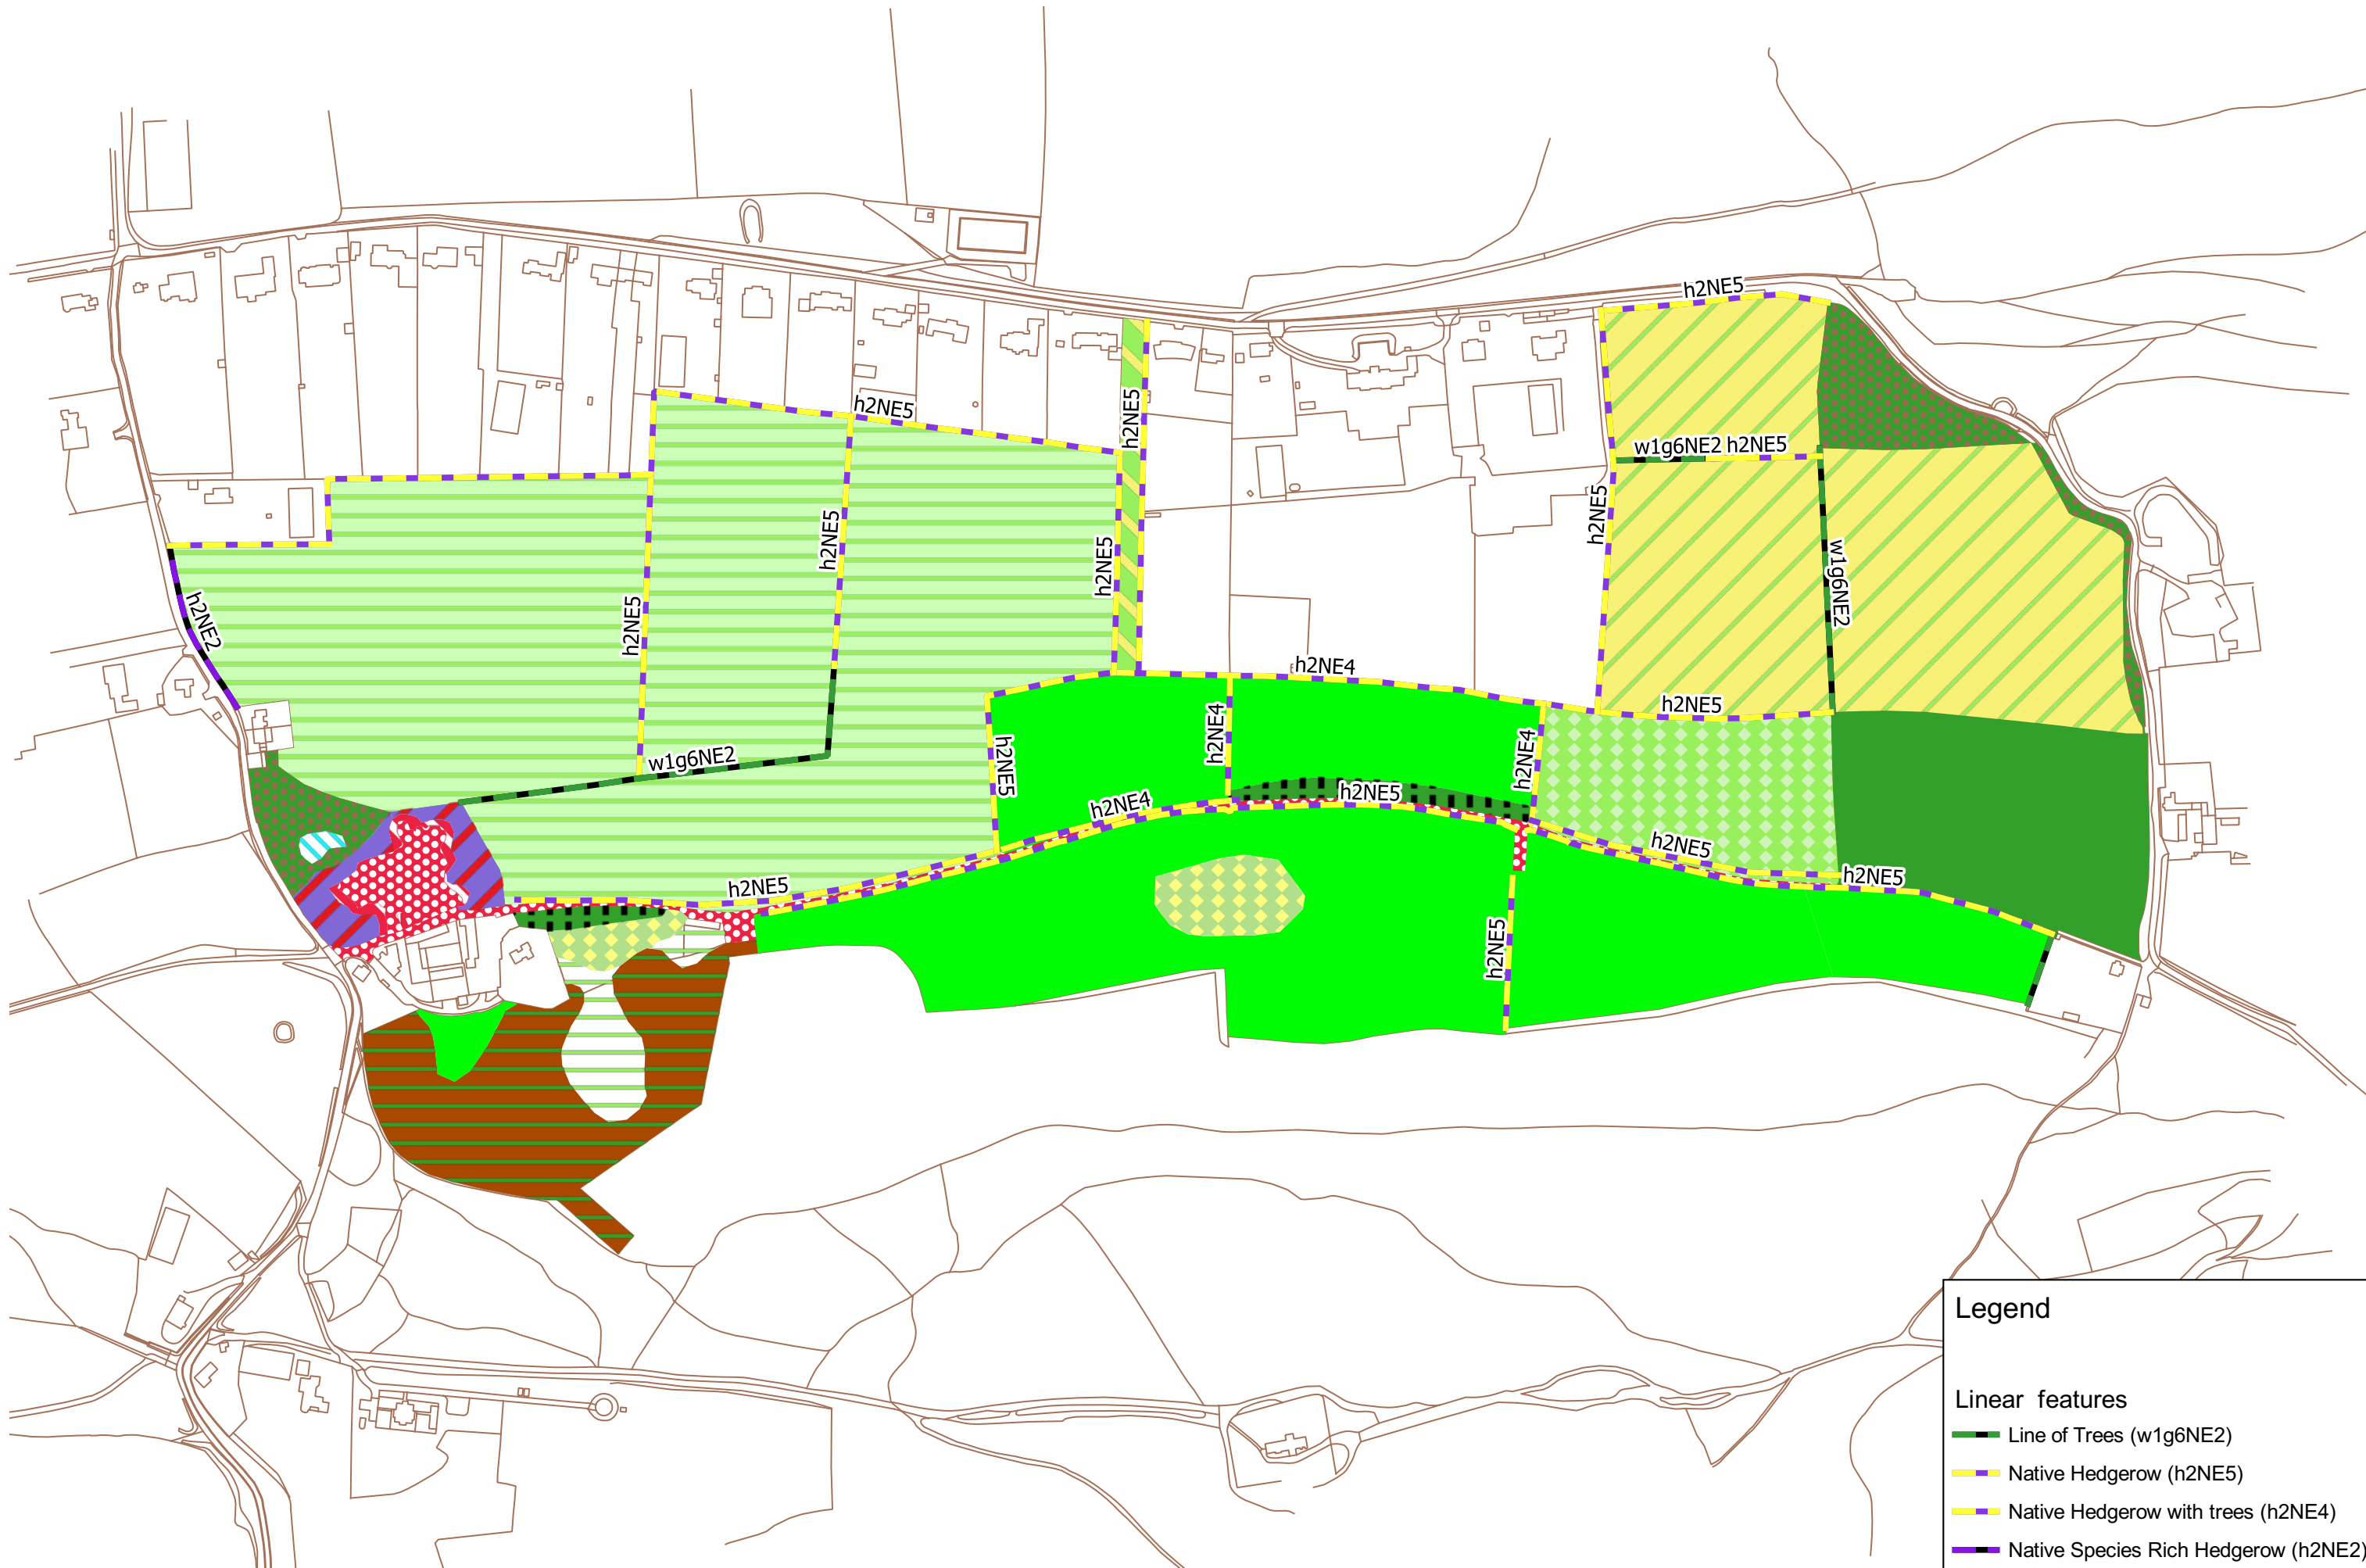 h2NE5
h2NE5
h2NE5
w1g6NE2 h2NE5
h2NE5
h2NE5
h2NE5
w1g6NE2
h2NE2
h2NE5
h2NE4
h2NE5
h2NE4
h2NE5
w1g6NE2
h2NE4
h2NE5
h2NE4
h2NE5
h2NE5
h2NE5
h2NE5
Legend
Linear features
Line of Trees (w1g6NE2)
Native Hedgerow (h2NE5)
Native Hedgerow with trees (h2NE4)
Native Species Rich Hedgerow (h2NE2)